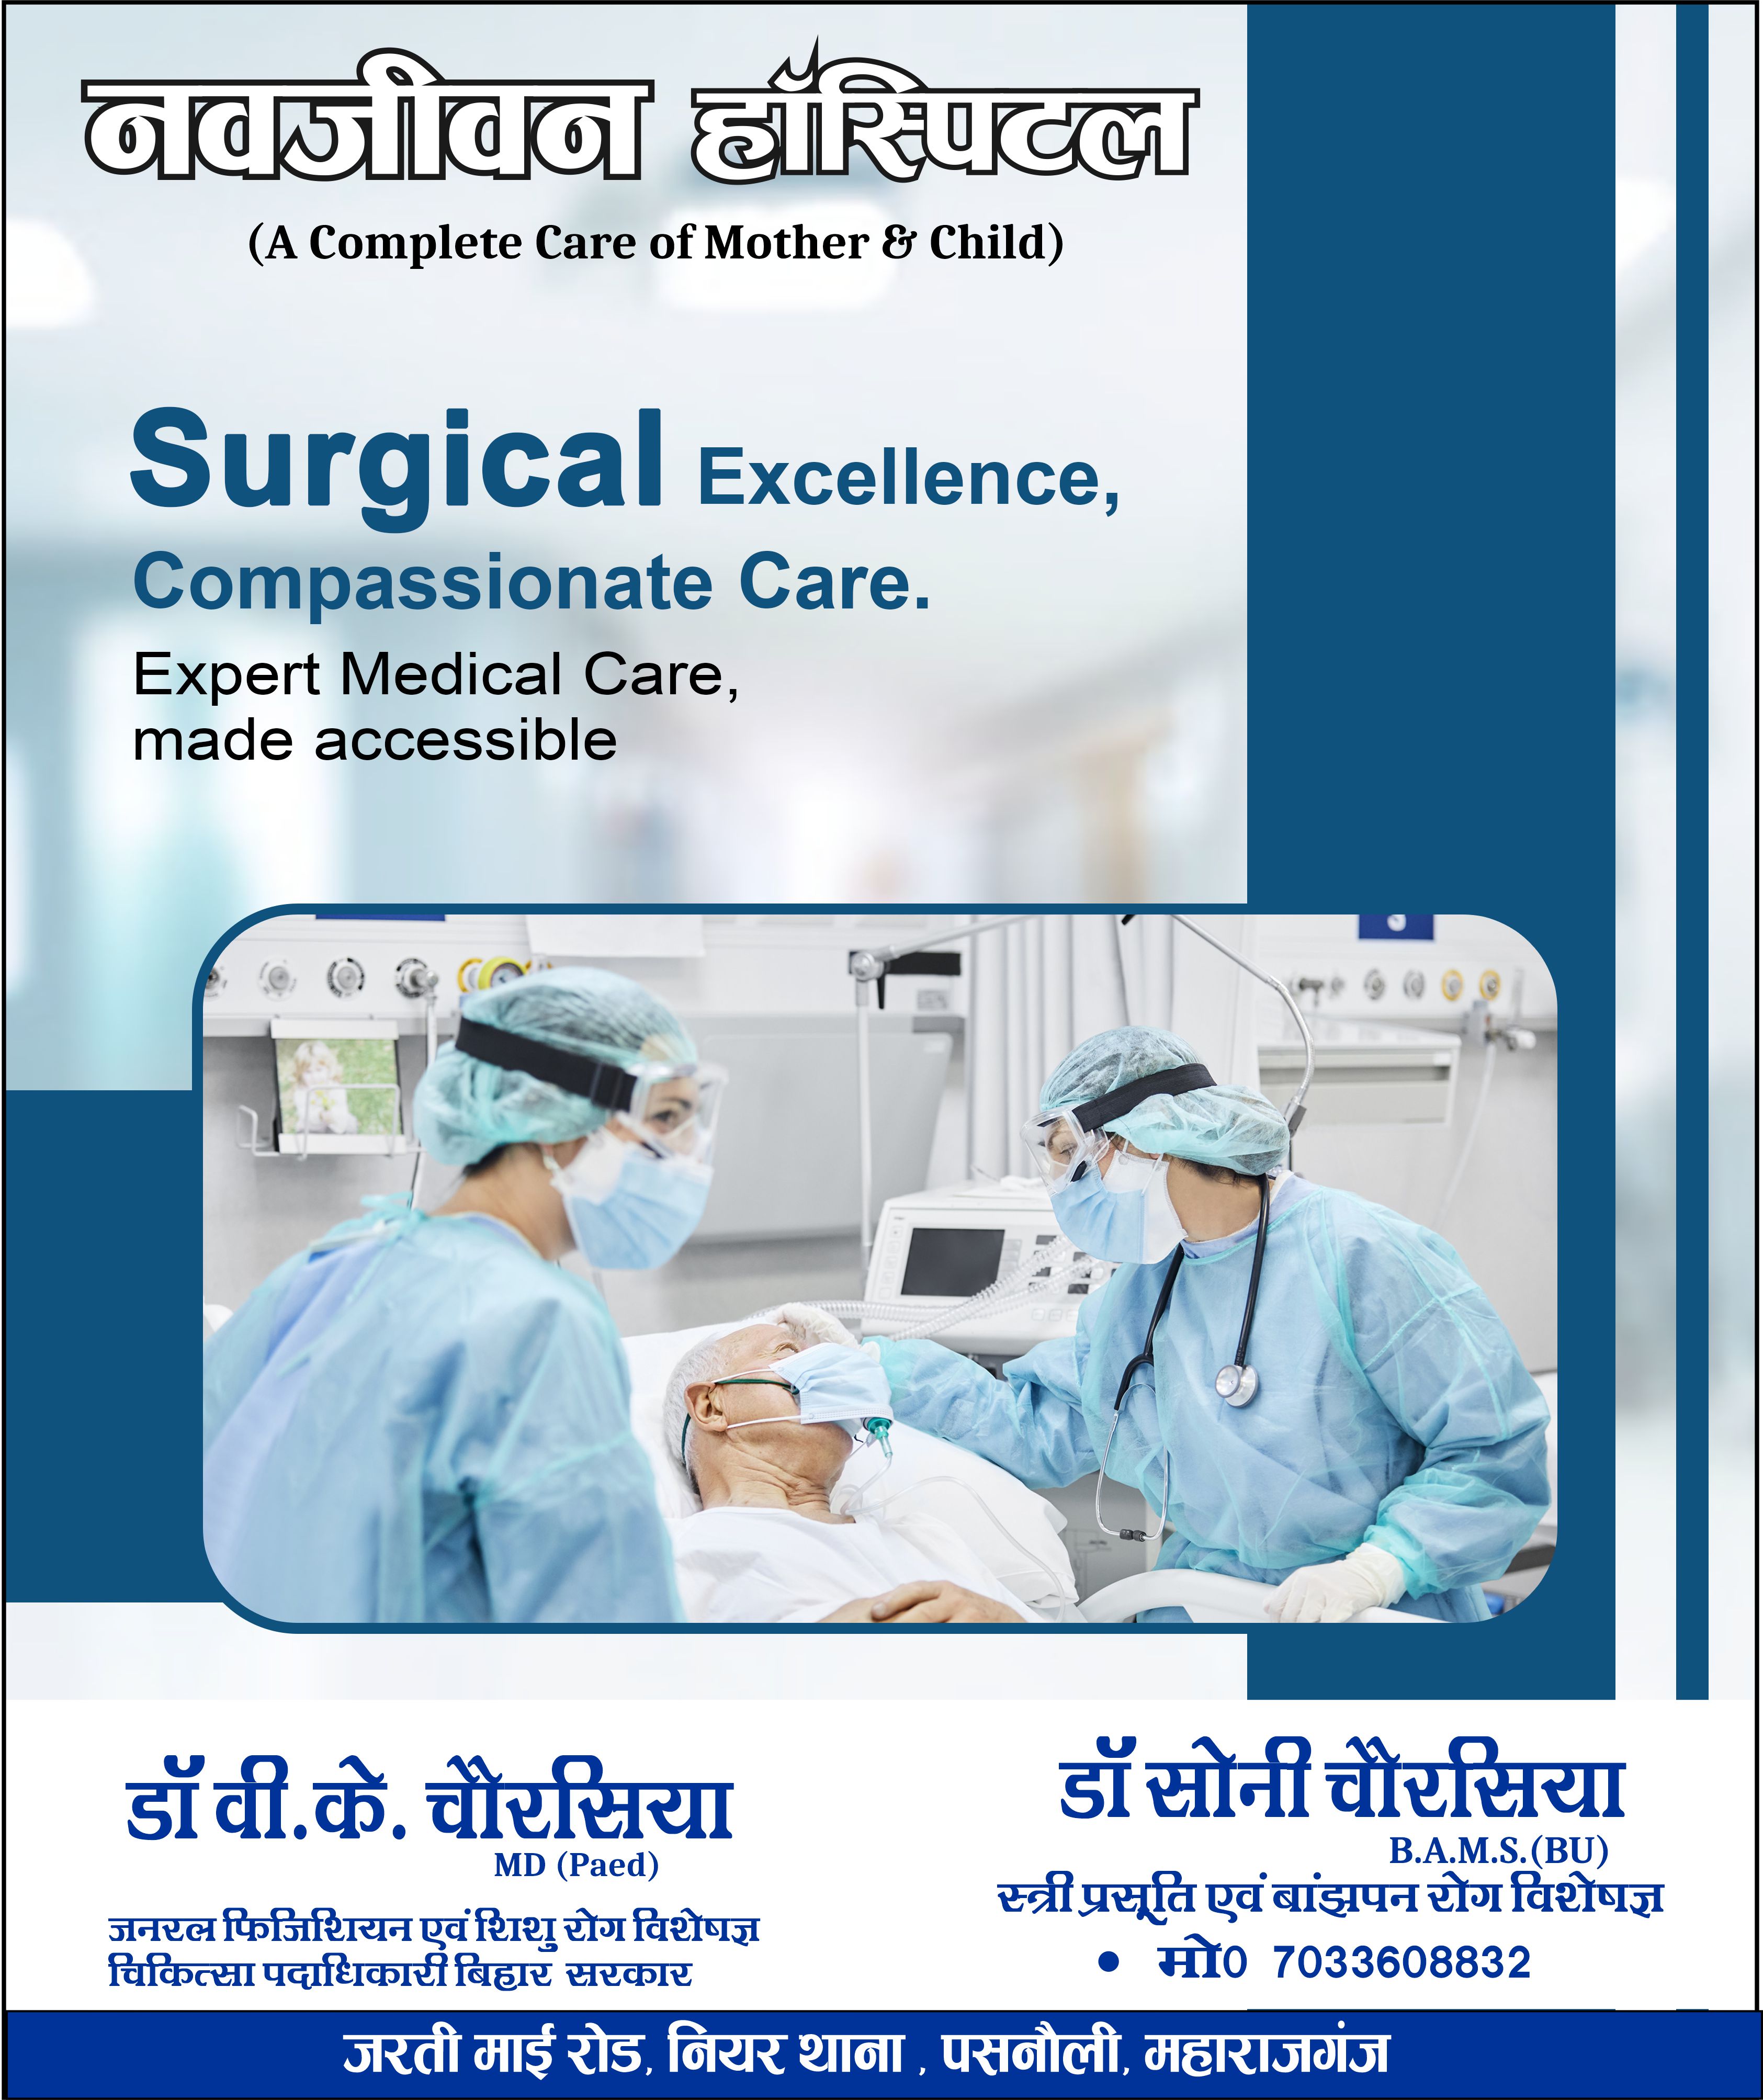 नवजीवन हॉस्पिटल
(A Complete Care of Mother & Child)
Surgical Excellence,
Compassionate Care.
Expert Medical Care,
made accessible
डॉ वी.के. चौरसिया
MD (Paed)
जनरल फिजिशियन एवं शिशु रोग विशेषज्ञ
चिकित्सा पदाधिकारी बिहार सरकार
डॉ सोनी चौरसिया
B.A.M.S.(BU)
स्त्री प्रसूति एवं बांझपन रोग विशेषज्ञ
• मो0 7033608832
जरती माई रोड, नियर थाना , पसनौली, महाराजगंज